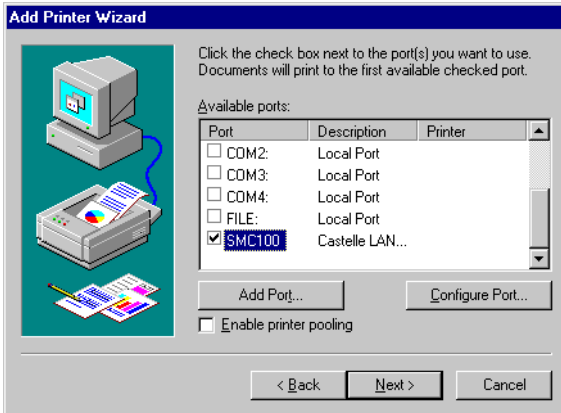 Add Printer Wizard
Click the check box next to the port(s) you want to use.
Documents will print to the first available checked port.
Available ports:
Port Description Printer
COM2: Local Port
COM3: Local Port
COM4: Local Port
FILE: Local Port
SMC100 Castelle LAN...
Add Port... Configure Port...
Enable printer pooling
< Back Next > Cancel